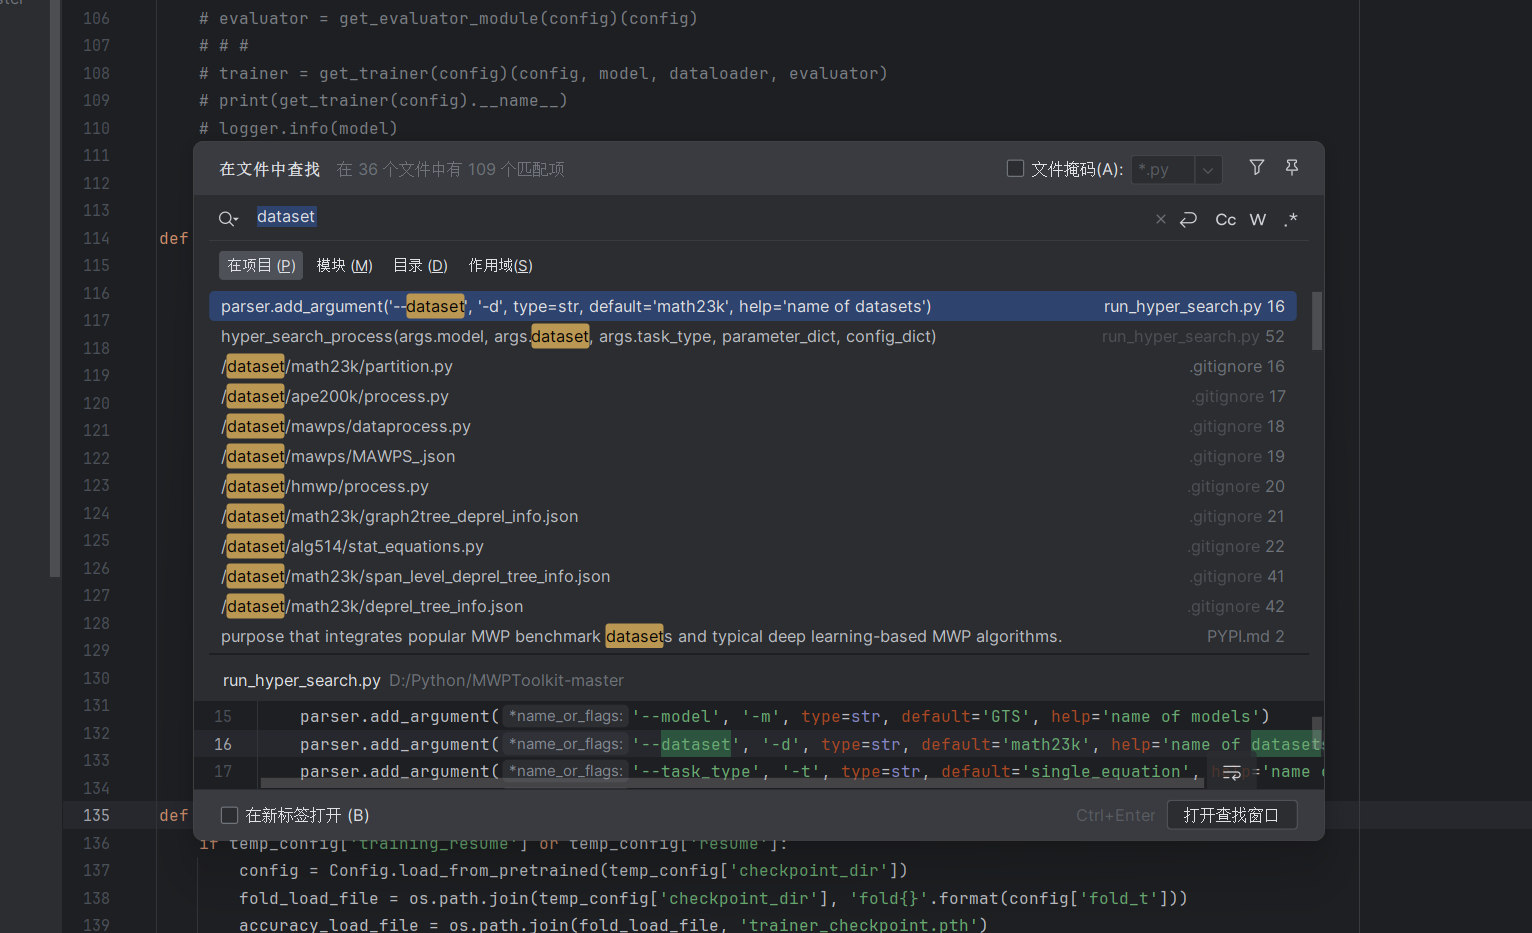 ster
106 # evaluator = get_evaluator_module(config)(config)
107 # # #
108 # trainer = get_trainer(config)(config, model, dataloader, evaluator)
109 # print(get_trainer(config).__name__)
110 # logger.info(model)
111
112
113
114 def
115
116
117
118
119
120
121
122
123
124
125
126
127
128
129
130
131
132
133
134
135 def
在文件中查找 在 36 个文件中有 109 个匹配项 文件掩码(A): *.py
dataset Cc W .*
在项目 (P) 模块 (M) 目录 (D) 作用域(S)
parser.add_argument('--dataset', '-d', type=str, default='math23k', help='name of datasets') run_hyper_search.py 16
hyper_search_process(args.model, args.dataset, args.task_type, parameter_dict, config_dict) run_hyper_search.py 52
/dataset/math23k/partition.py .gitignore 16
/dataset/ape200k/process.py .gitignore 17
/dataset/mawps/dataprocess.py .gitignore 18
/dataset/mawps/MAWPS_.json .gitignore 19
/dataset/hmwp/process.py .gitignore 20
/dataset/math23k/graph2tree_deprel_info.json .gitignore 21
/dataset/alg514/stat_equations.py .gitignore 22
/dataset/math23k/span_level_deprel_tree_info.json .gitignore 41
/dataset/math23k/deprel_tree_info.json .gitignore 42
purpose that integrates popular MWP benchmark datasets and typical deep learning-based MWP algorithms. PYPI.md 2
run_hyper_search.py D:/Python/MWPToolkit-master
15 parser.add_argument( *name_or_flags: '--model', '-m', type=str, default='GTS', help='name of models')
16 parser.add_argument( *name_or_flags: '--dataset', '-d', type=str, default='math23k', help='name of datasets
17 parser.add_argument( *name_or_flags: '--task_type', '-t', type=str, default='single_equation', help='name o
在新标签打开 (B) Ctrl+Enter 打开查找窗口
136 if temp_config['training_resume'] or temp_config['resume']:
137 config = Config.load_from_pretrained(temp_config['checkpoint_dir'])
138 fold_load_file = os.path.join(temp_config['checkpoint_dir'], 'fold{}'.format(config['fold_t']))
139 accuracy_load_file = os.path.join(fold_load_file, 'trainer_checkpoint.pth')